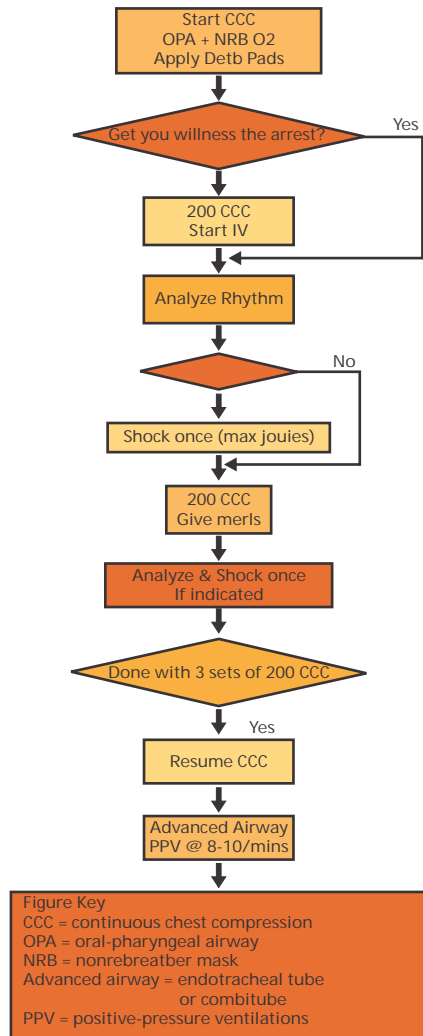 Start CCC
OPA + NRB O2
Apply Detb Pads
Get you willness the arrest?
Yes
200 CCC
Start IV
Analyze Rhythm
No
Shock once (max jouies)
200 CCC
Give merls
Analyze & Shock once
If indicated
Done with 3 sets of 200 CCC
Yes
Resume CCC
Advanced Airway
PPV @ 8-10/mins
Figure Key
CCC = continuous chest compression
OPA = oral-pharyngeal airway
NRB = nonrebreatber mask
Advanced airway = endotracheal tube
or combitube
PPV = positive-pressure ventilations